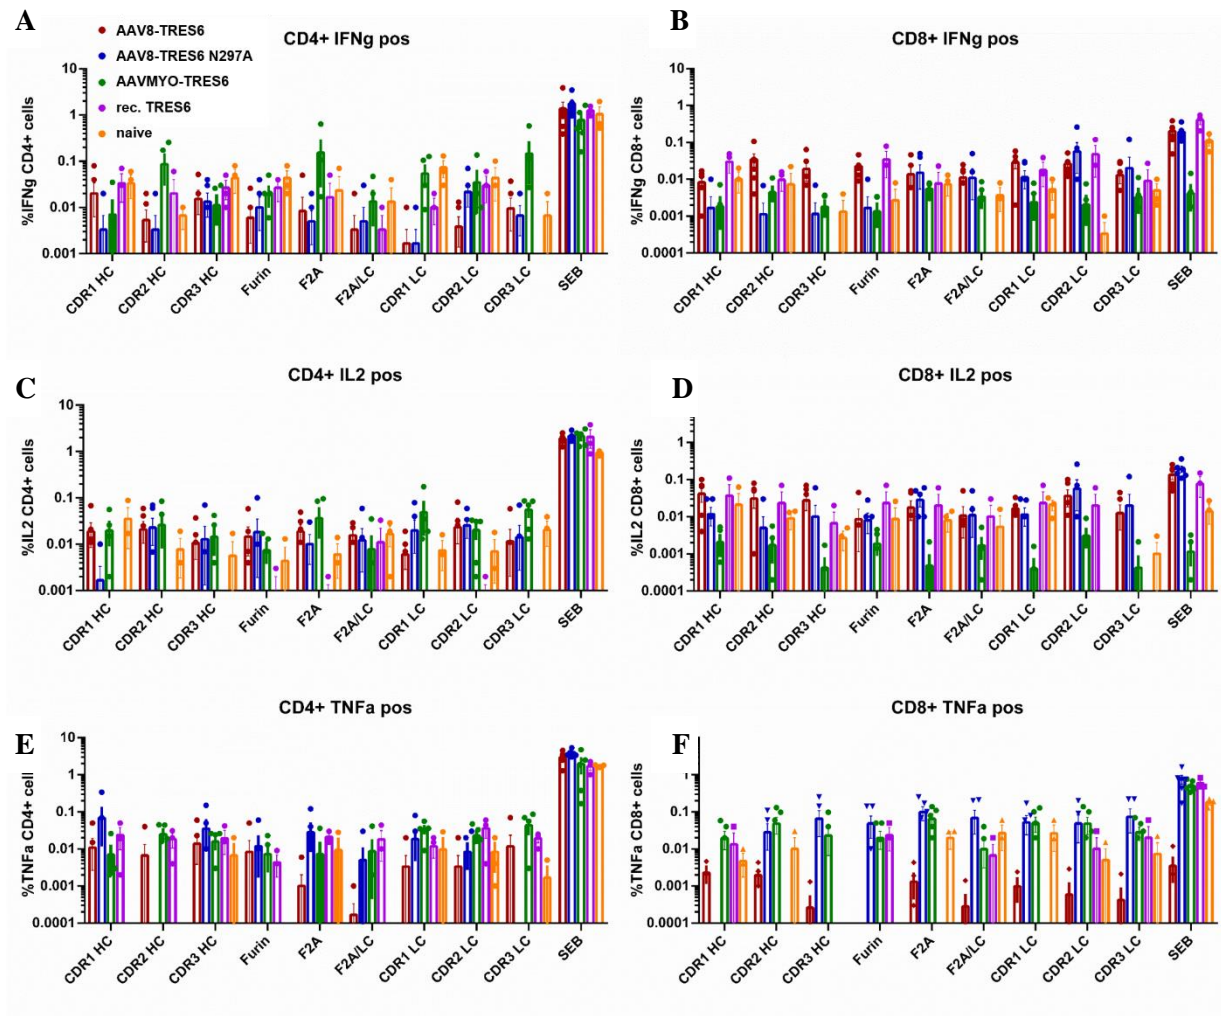 A
AAV8-TRES6
AAV8-TRES6 N297A
AAVMYO-TRES6
rec. TRES6
naive
CD4+ IFNg pos
%IFNg CD4+ cells
10
1
0.1
0.01
0.001
CDR1 HC
CDR2 HC
CDR3 HC
Furin
F2A
F2A/LC
CDR1 LC
CDR2 LC
CDR3 LC
SEB
B
CD8+ IFNg pos
%IFNg CD8+ cells
10
1
0.1
0.01
0.001
0.0001
CDR1 HC
CDR2 HC
CDR3 HC
Furin
F2A
F2A/LC
CDR1 LC
CDR2 LC
CDR3 LC
SEB
C
CD4+ IL2 pos
%IL2 CD4+ cells
10
1
0.1
0.01
0.001
CDR1 HC
CDR2 HC
CDR3 HC
Furin
F2A
F2A/LC
CDR1 LC
CDR2 LC
CDR3 LC
SEB
D
CD8+ IL2 pos
%IL2 CD8+ cells
1
0.1
0.01
0.001
0.0001
CDR1 HC
CDR2 HC
CDR3 HC
Furin
F2A
F2A/LC
CDR1 LC
CDR2 LC
CDR3 LC
SEB
E
CD4+ TNFa pos
%TNFa CD4+ cell
10
1
0.1
0.01
0.001
0.0001
CDR1 HC
CDR2 HC
CDR3 HC
Furin
F2A
F2A/LC
CDR1 LC
CDR2 LC
CDR3 LC
SEB
F
CD8+ TNFa pos
%TNFa CD8+ cell
1
0.1
0.01
0.001
0.0001
CDR1 HC
CDR2 HC
CDR3 HC
Furin
F2A
F2A/LC
CDR1 LC
CDR2 LC
CDR3 LC
SEB